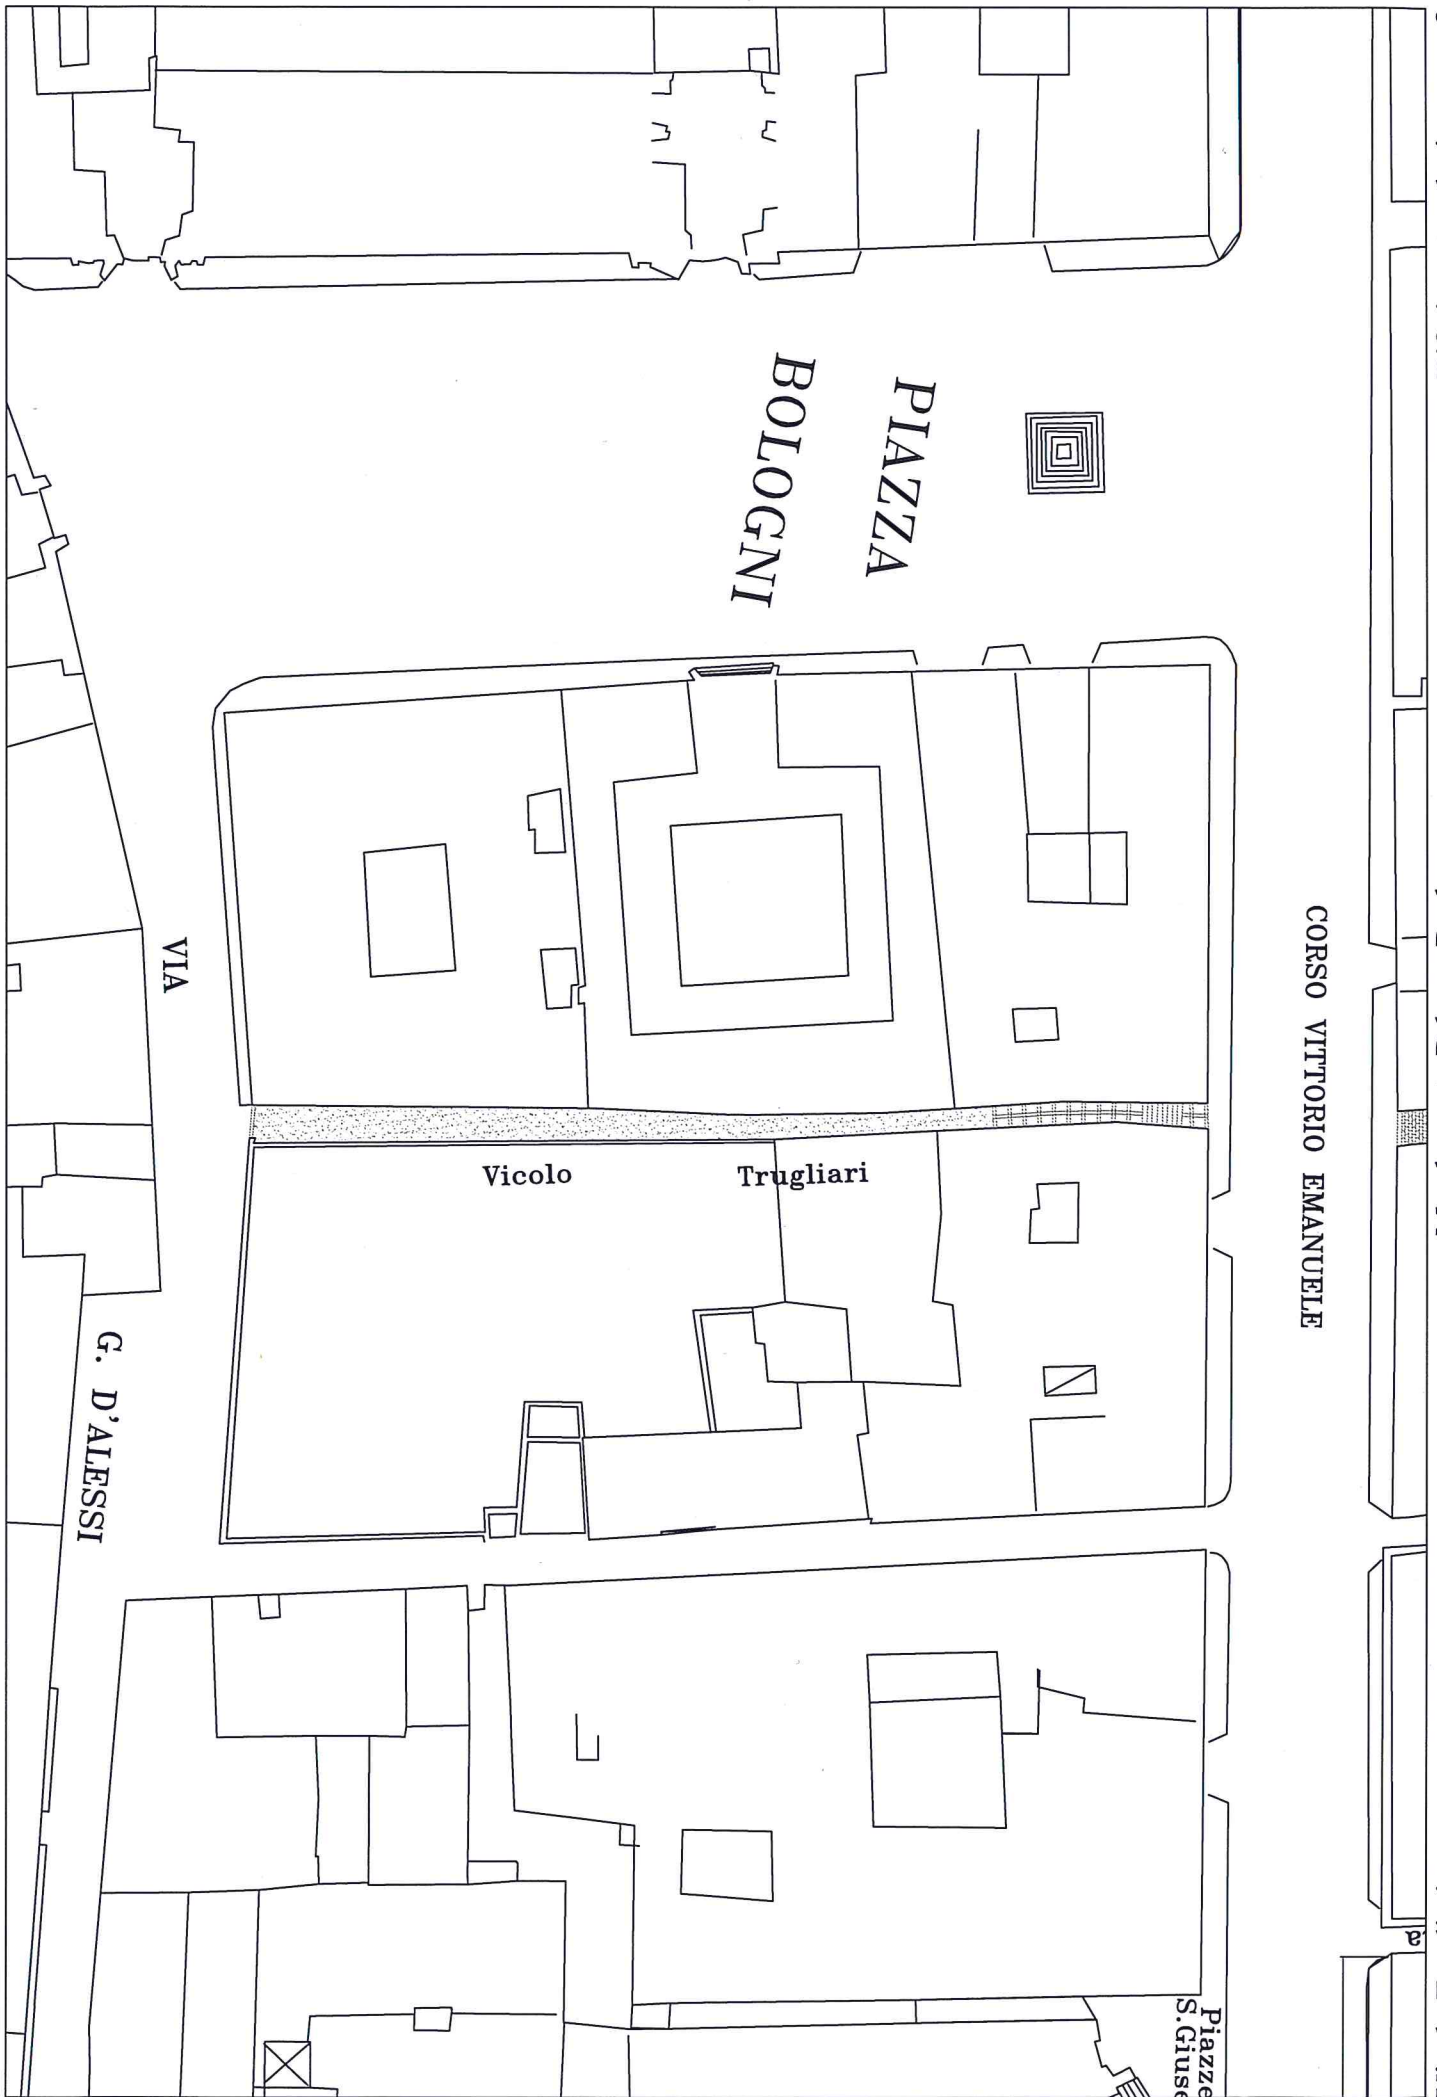 PIAZZA
BOLOGNI
CORSO VITTORIO EMANUELE
VIA
G. D'ALESSI
Vicolo Trugliari
Piazze
S.Giuse